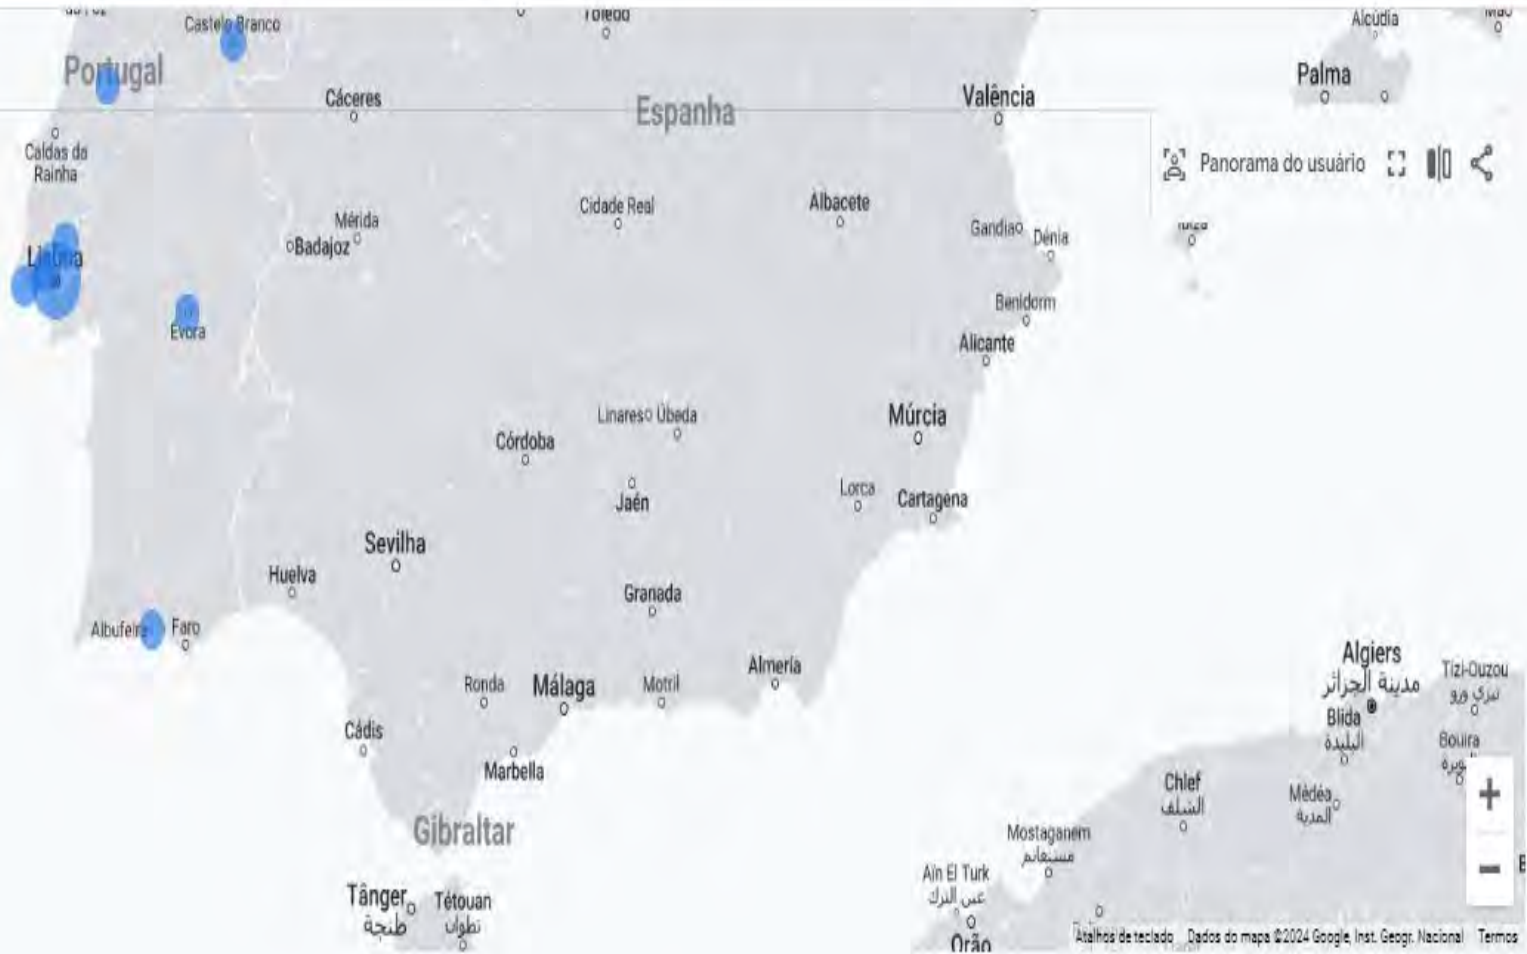 Castelo Branco
Toledo
Alcúdia
Portugal
Cáceres
Espanha
Valência
Palma
Caldas da
Rainha
Panorama do usuário
Mérida
Badajoz
Cidade Real
Albacete
Gandia
Dénia
Lisboa
Évora
Benidorm
Alicante
Linares
Úbeda
Córdoba
Múrcia
Jaén
Lorca
Cartagena
Sevilha
Huelva
Granada
Albufeira
Faro
Ronda
Málaga
Motril
Almería
Algiers
مدينة الجزائر
Tizi-Ouzou
تيزي وزو
Blida
البليدة
Bouira
Cádis
Marbella
Chlef
الشلف
Médéa
المدية
Gibraltar
Mostaganem
مستغانم
Aïn El Turk
عين الترك
Tânger
طنجة
Tétouan
تطوان
Orão
+
−
Atalhos de teclado Dados do mapa ©2024 Google, Inst. Geogr. Nacional Termos